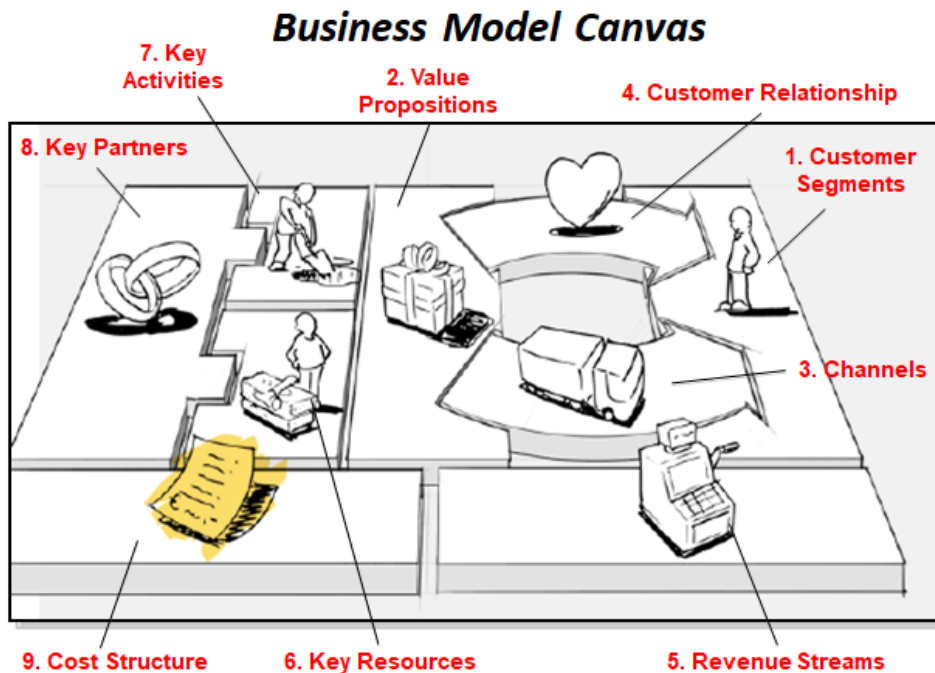 Business Model Canvas
7. Key
Activities
2. Value
Propositions
4. Customer Relationship
8. Key Partners
1. Customer
Segments
3. Channels
9. Cost Structure
6. Key Resources
5. Revenue Streams